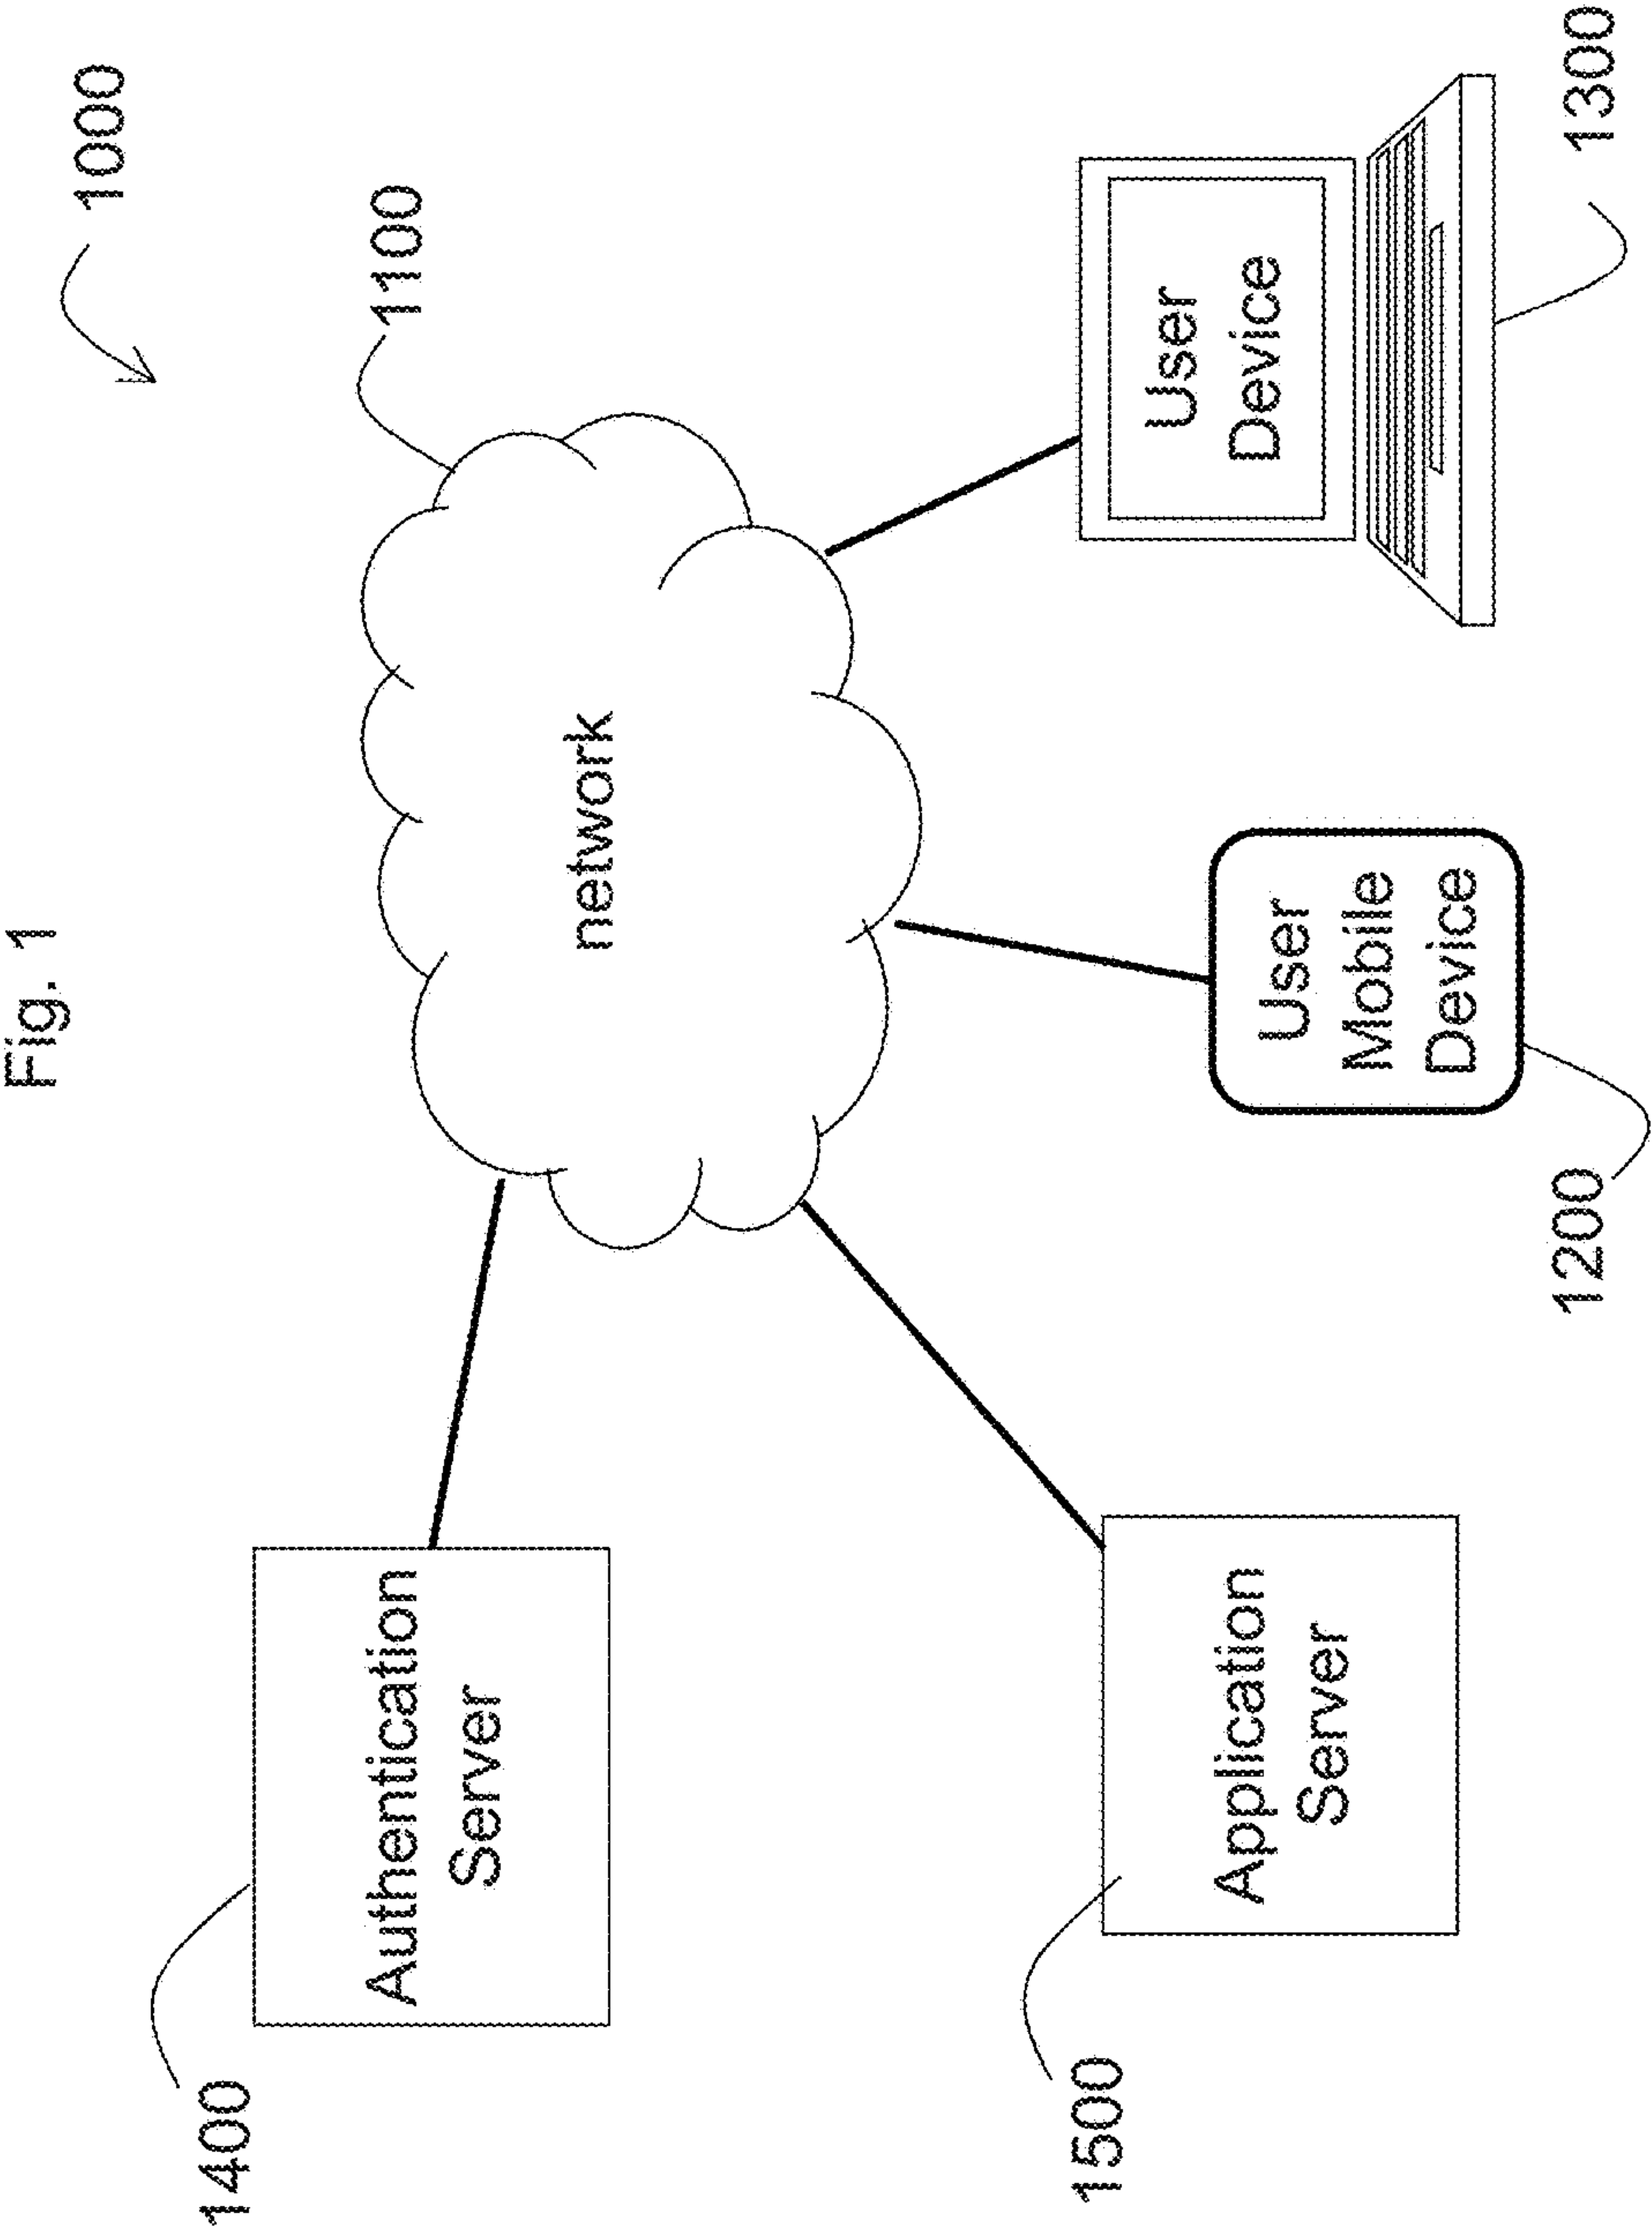 Fig. 1
1000
1100
network
1400
Authentication
Server
1500
Application
Server
User
Mobile
Device
1200
User
Device
1300